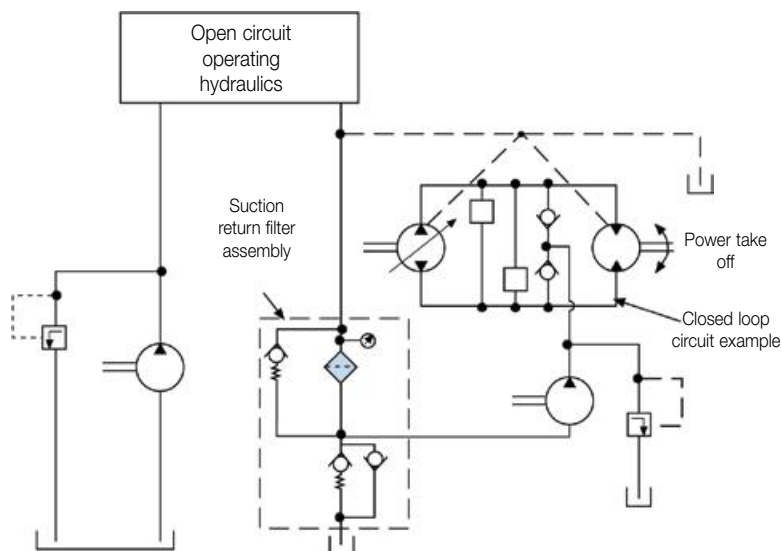 Open circuit
operating
hydraulics
Suction
return filter
assembly
Power take
off
Closed loop
circuit example